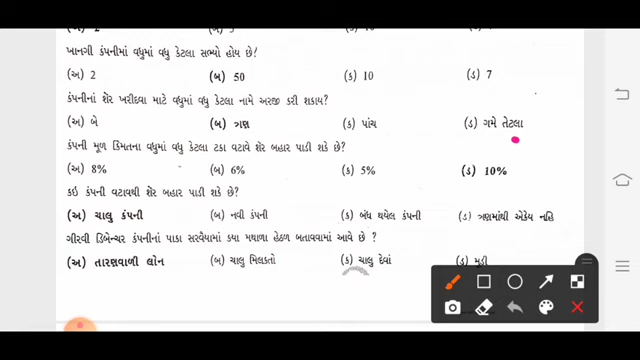 ખાનગી કંપનીમાં વધુમાં વધુ કેટલા સભ્યો હોય છે?
(અ) 2 (બ) 50 (ક) 10 (ડ) 7
કંપનીનાં શેર ખરીદવા માટે વધુમાં વધુ કેટલા નામે અરજી કરી શકાય?
(અ) બે (બ) ત્રણ (ક) પાંચ (ડ) ગમે તેટલા
કંપની મૂળ કિંમતના વધુમાં વધુ કેટલા ટકા વટાવે શેર બહાર પાડી શકે છે?
(અ) 8% (બ) 6% (ક) 5% (ડ) 10%
કઇ કંપની વટાવથી શેર બહાર પાડી શકે છે?
(અ) ચાલુ કંપની (બ) નવી કંપની (ક) બંધ થયેલ કંપની (ડ) ત્રણમાંથી એકેય નહિ
ગીરવી ડિબેન્ચર કંપનીનાં પાકા સરવૈયામાં કયા મથાળા હેઠળ બતાવવામાં આવે છે ?
(અ) તારણવાળી લોન (બ) ચાલુ મિલકતો (ક) ચાલુ દેવાં (ડ) મૂડી